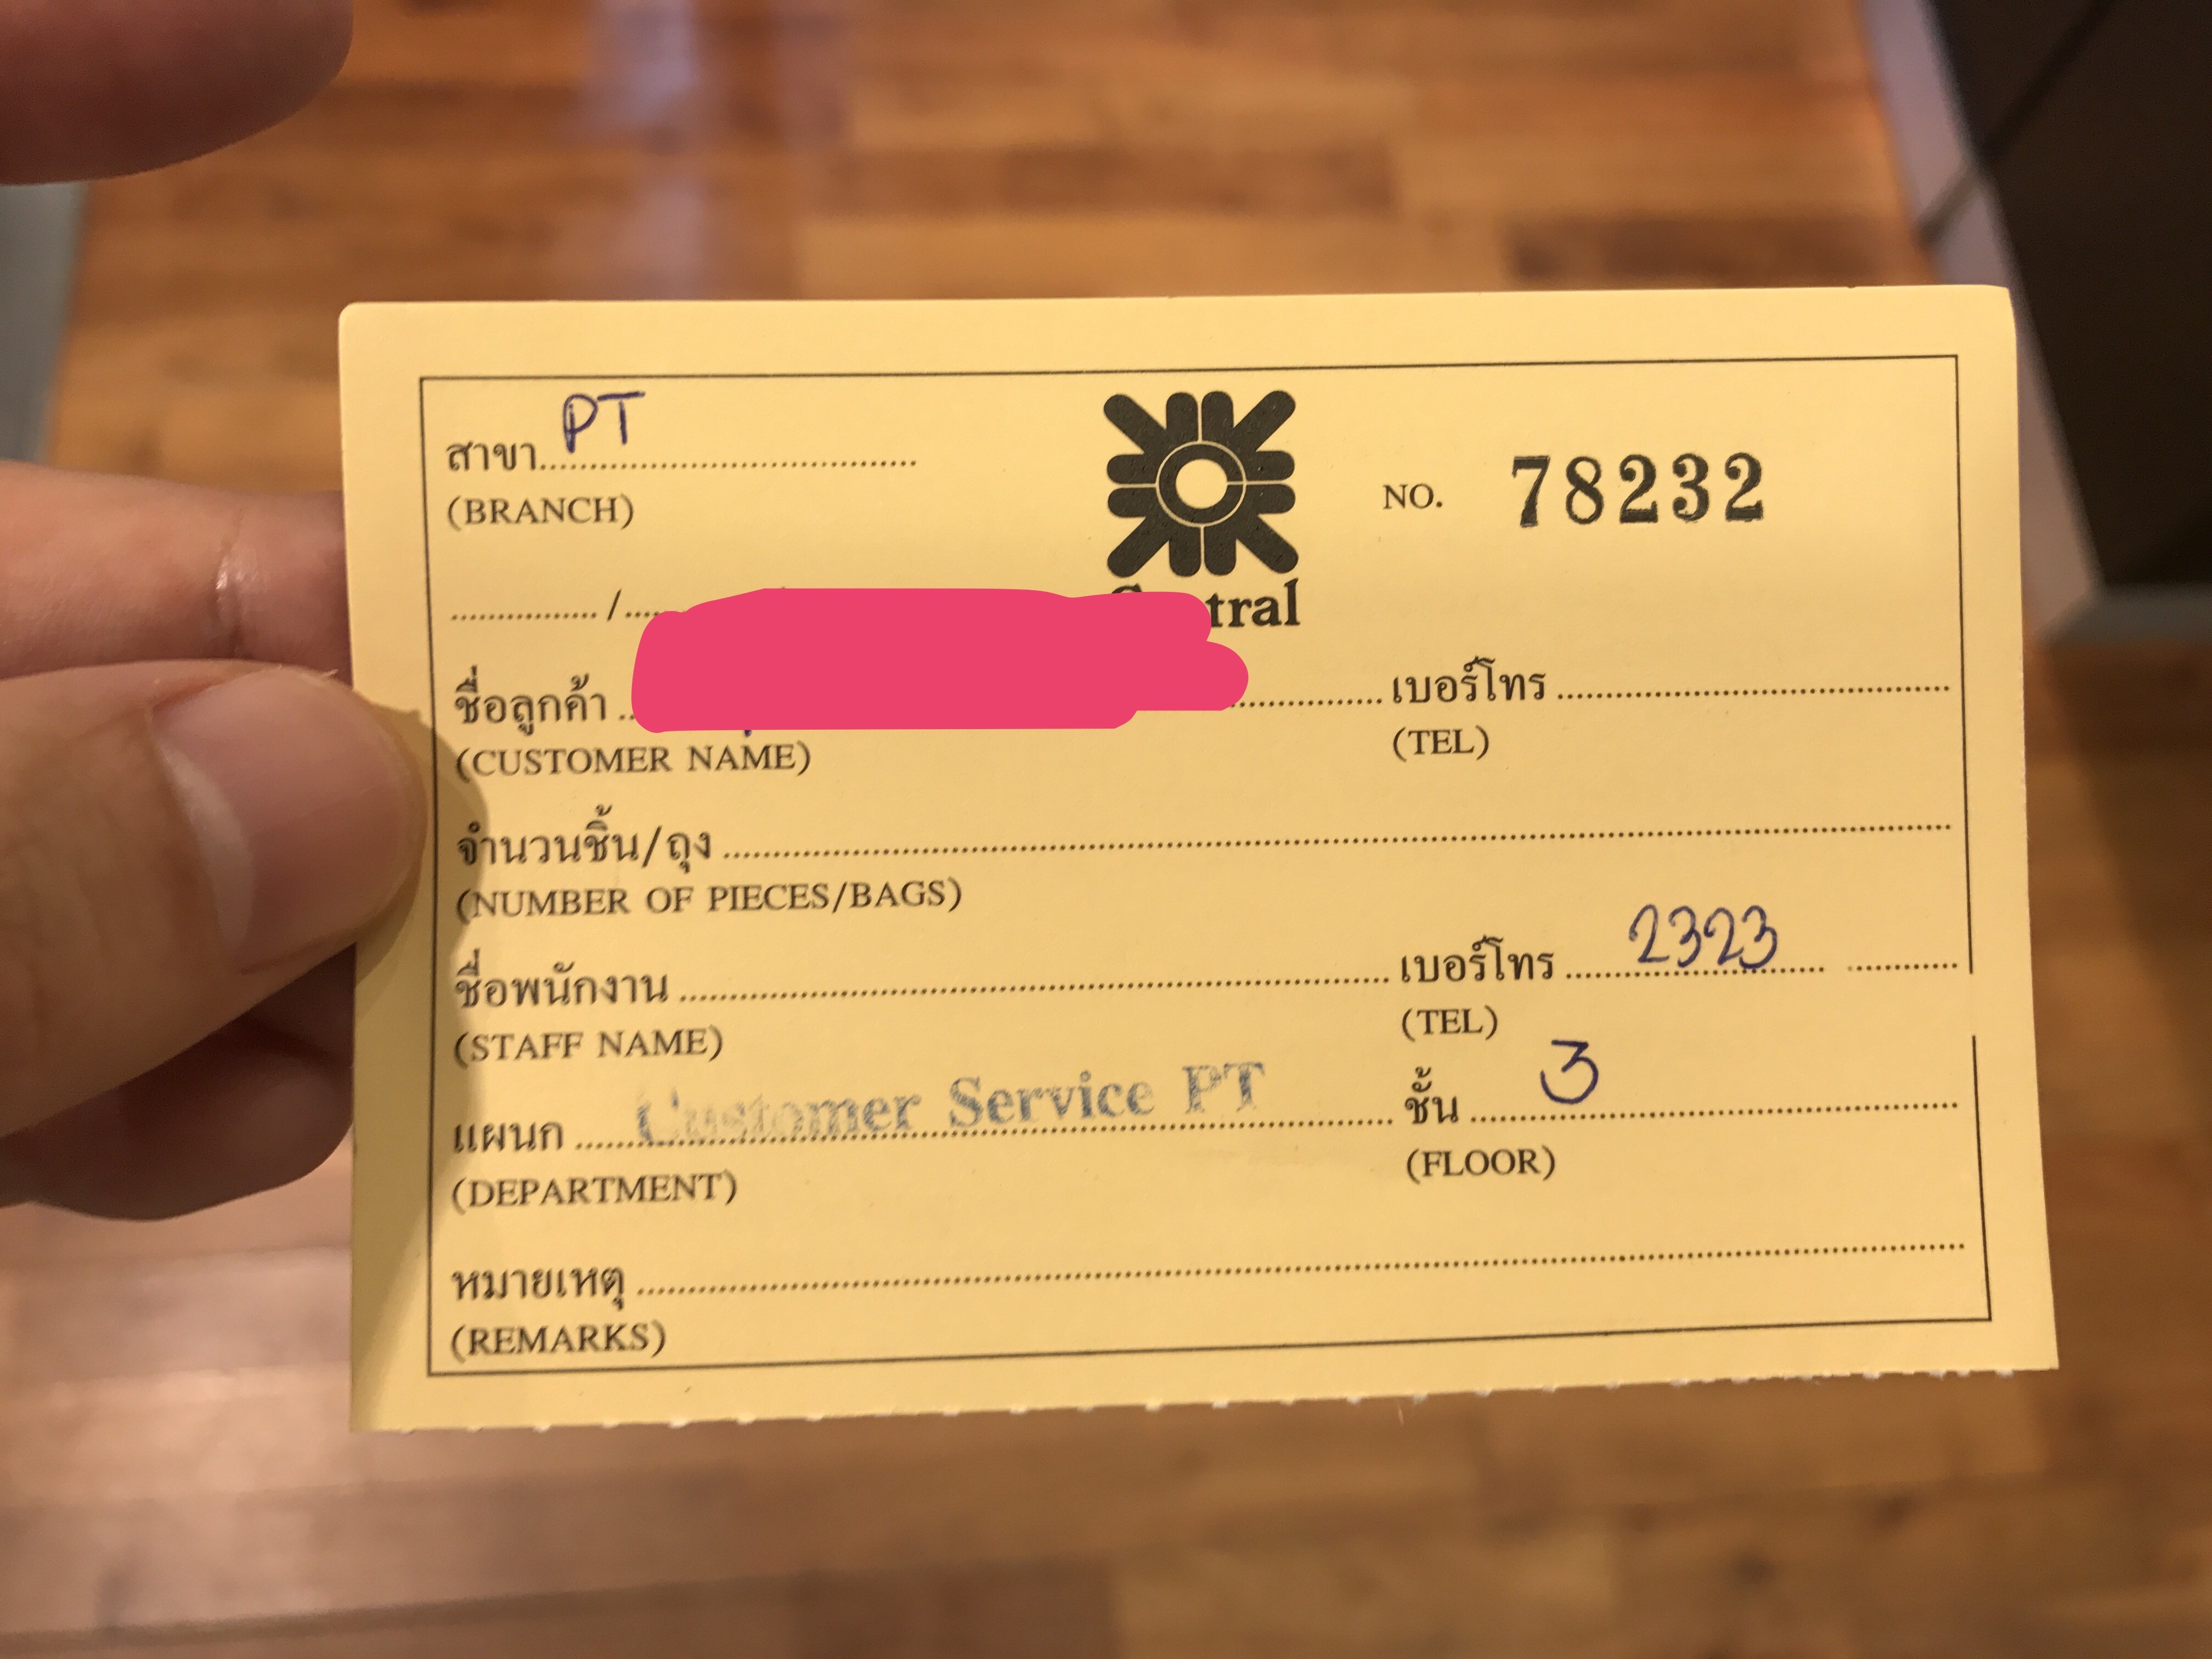 สาขา PT
(BRANCH)
NO. 78232
/
tral
ชื่อลูกค้า
เบอร์โทร
(CUSTOMER NAME)
(TEL)
จำนวนชิ้น/ถุง
(NUMBER OF PIECES/BAGS)
ชื่อพนักงาน
เบอร์โทร 2323
(STAFF NAME)
(TEL)
แผนก Customer Service PT
ชั้น 3
(DEPARTMENT)
(FLOOR)
หมายเหตุ
(REMARKS)